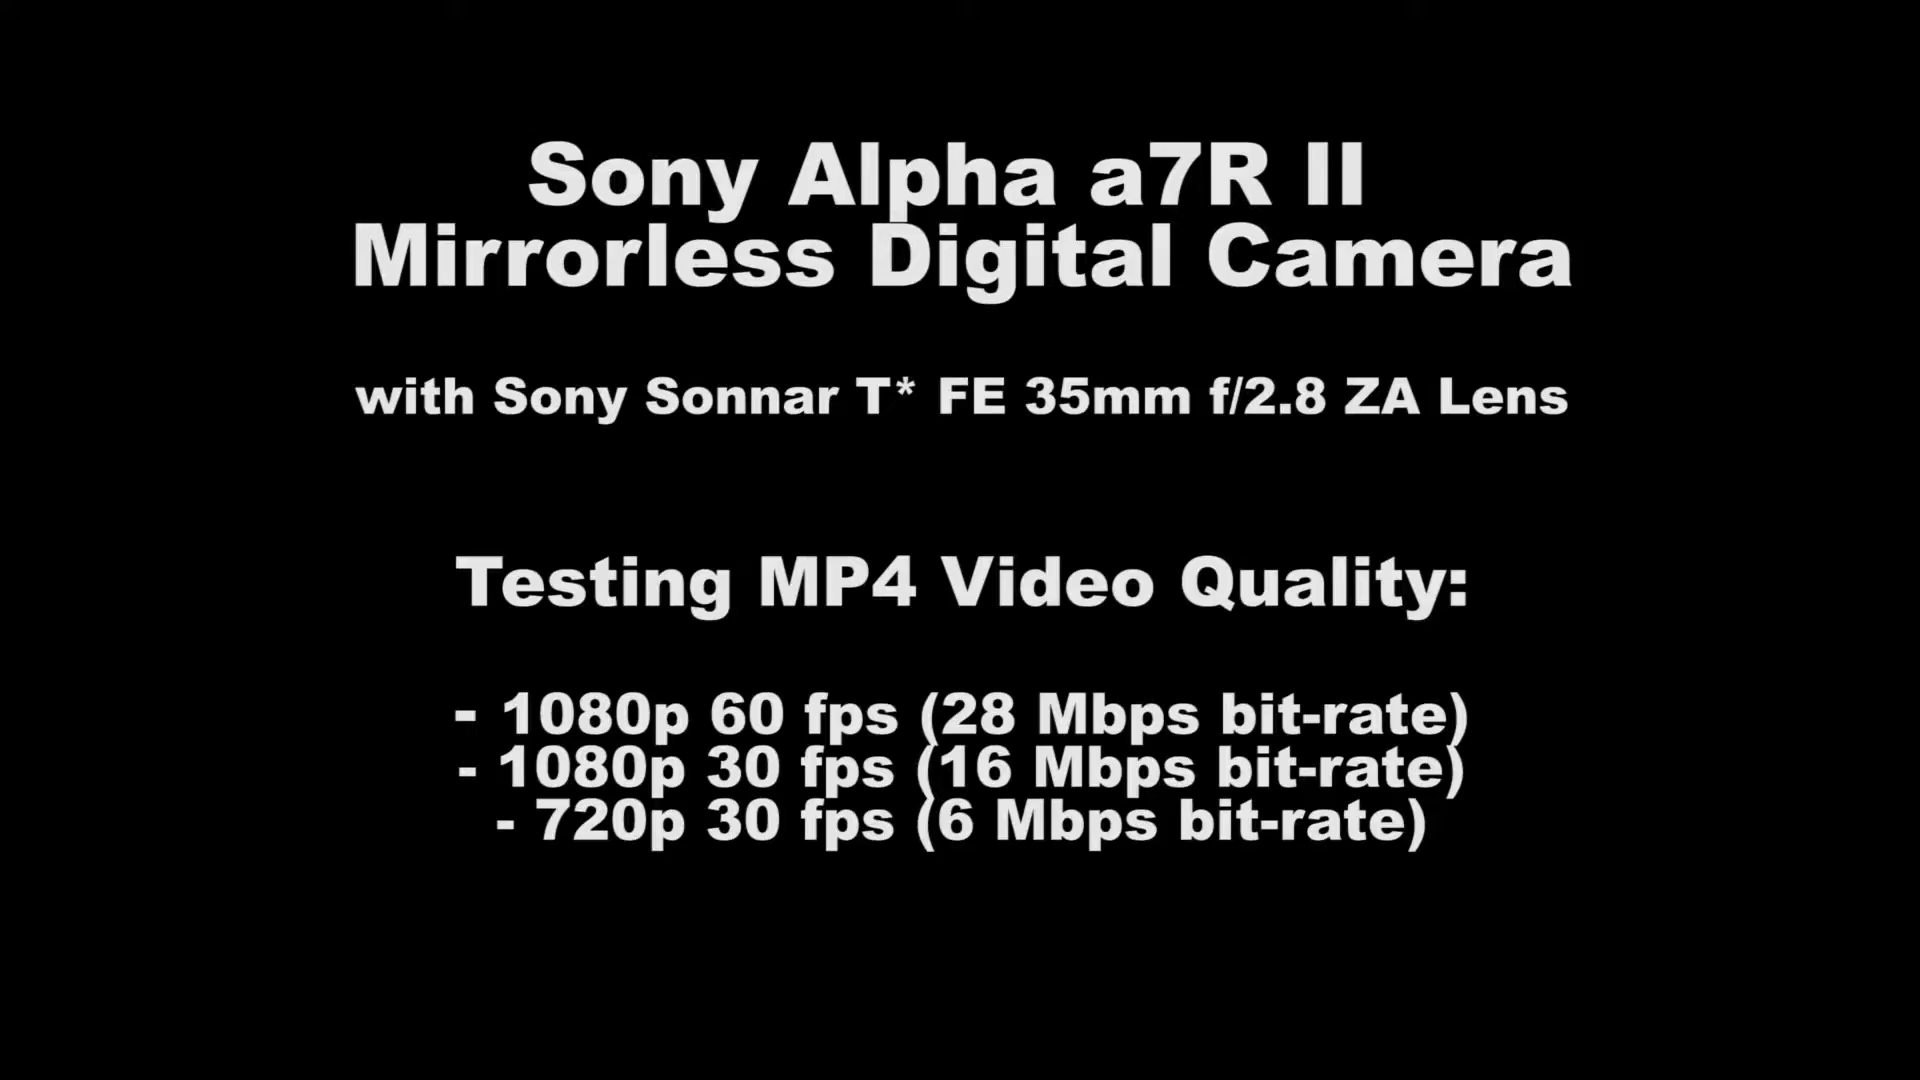 Sony Alpha a7R II
Mirrorless Digital Camera
with Sony Sonnar T* FE 35mm f/2.8 ZA Lens
Testing MP4 Video Quality:
- 1080p 60 fps (28 Mbps bit-rate)
- 1080p 30 fps (16 Mbps bit-rate)
- 720p 30 fps (6 Mbps bit-rate)